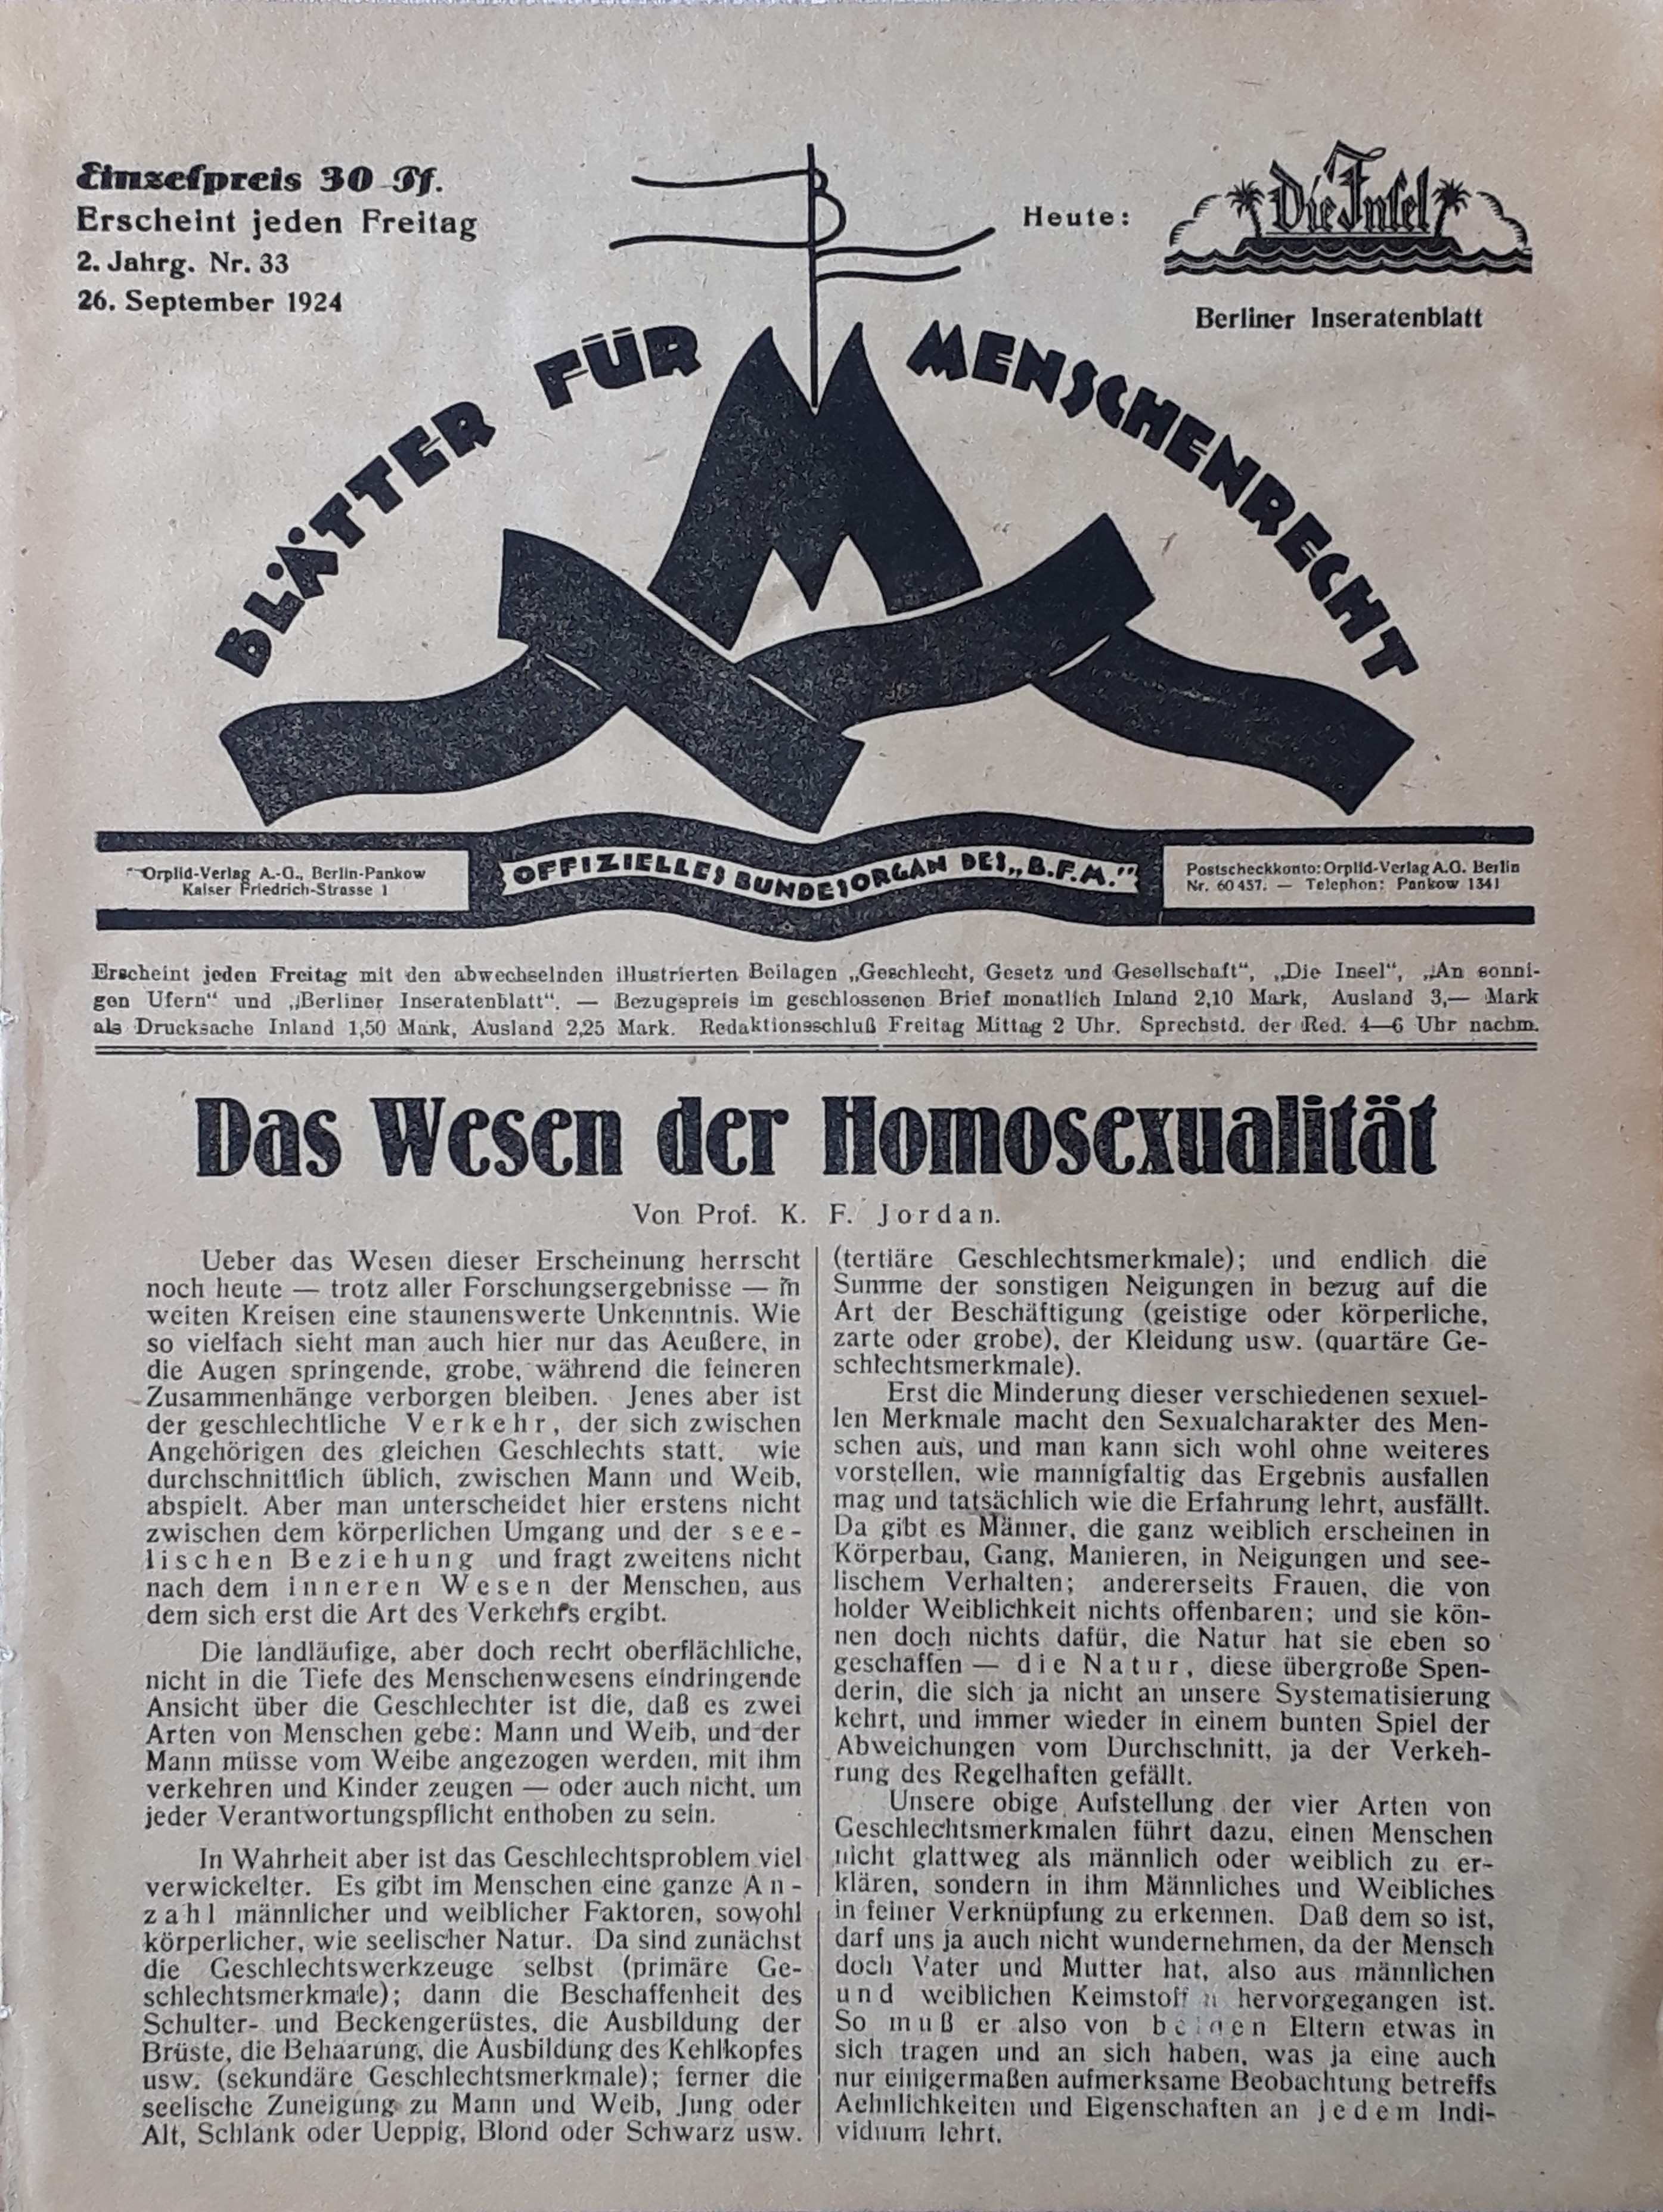 Einzelpreis 30 Pf.
Erscheint jeden Freitag
2. Jahrg. Nr. 33
26. September 1924
Heute:
Die Insel
Berliner Inseratenblatt
BLÄTTER FÜR MENSCHENRECHT
Orplid-Verlag A.-G., Berlin-Pankow
Kaiser Friedrich-Strasse 1
OFFIZIELLES BUNDESORGAN DES „B.F.M."
Postscheckkonto: Orplid-Verlag A.G. Berlin
Nr. 60457. — Telephon: Pankow 1341
Erscheint jeden Freitag mit den abwechselnden illustrierten Beilagen „Geschlecht, Gesetz und Gesellschaft“, „Die Insel“, „An sonni-
gen Ufern“ und „Berliner Inseratenblatt“. — Bezugspreis im geschlossenen Brief monatlich Inland 2,10 Mark, Ausland 3,— Mark
als Drucksache Inland 1,50 Mark, Ausland 2,25 Mark. Redaktionsschluß Freitag Mittag 2 Uhr. Sprechstd. der Red. 4—6 Uhr nachm.
Das Wesen der Homosexualität
Von Prof. K. F. Jordan.
Ueber das Wesen dieser Erscheinung herrscht
noch heute — trotz aller Forschungsergebnisse — in
weiten Kreisen eine staunenswerte Unkenntnis. Wie
so vielfach sieht man auch hier nur das Aeußere, in
die Augen springende, grobe, während die feineren
Zusammenhänge verborgen bleiben. Jenes aber ist
der geschlechtliche Verkehr, der sich zwischen
Angehörigen des gleichen Geschlechts statt, wie
durchschnittlich üblich, zwischen Mann und Weib,
abspielt. Aber man unterscheidet hier erstens nicht
zwischen dem körperlichen Umgang und der see-
lischen Beziehung und fragt zweitens nicht
nach dem inneren Wesen der Menschen, aus
dem sich erst die Art des Verkehrs ergibt.
Die landläufige, aber doch recht oberflächliche,
nicht in die Tiefe des Menschenwesens eindringende
Ansicht über die Geschlechter ist die, daß es zwei
Arten von Menschen gebe: Mann und Weib, und der
Mann müsse vom Weibe angezogen werden, mit ihm
verkehren und Kinder zeugen — oder auch nicht, um
jeder Verantwortungspflicht enthoben zu sein.
In Wahrheit aber ist das Geschlechtsproblem viel
verwickelter. Es gibt im Menschen eine ganze An-
zahl männlicher und weiblicher Faktoren, sowohl
körperlicher, wie seelischer Natur. Da sind zunächst
die Geschlechtswerkzeuge selbst (primäre Ge-
schlechtsmerkmale); dann die Beschaffenheit des
Schulter- und Beckengerüstes, die Ausbildung der
Brüste, die Behaarung, die Ausbildung des Kehlkopfes
usw. (sekundäre Geschlechtsmerkmale); ferner die
seelische Zuneigung zu Mann und Weib, Jung oder
Alt, Schlank oder Ueppig, Blond oder Schwarz usw.
(tertiäre Geschlechtsmerkmale); und endlich die
Summe der sonstigen Neigungen in bezug auf die
Art der Beschäftigung (geistige oder körperliche,
zarte oder grobe), der Kleidung usw. (quartäre Ge-
schlechtsmerkmale).
Erst die Minderung dieser verschiedenen sexuel-
len Merkmale macht den Sexualcharakter des Men-
schen aus, und man kann sich wohl ohne weiteres
vorstellen, wie mannigfaltig das Ergebnis ausfallen
mag und tatsächlich wie die Erfahrung lehrt, ausfällt.
Da gibt es Männer, die ganz weiblich erscheinen in
Körperbau, Gang, Manieren, in Neigungen und see-
lischem Verhalten; andererseits Frauen, die von
holder Weiblichkeit nichts offenbaren; und sie kön-
nen doch nichts dafür, die Natur hat sie eben so
geschaffen — die Natur, diese übergroße Spen-
derin, die sich ja nicht an unsere Systematisierung
kehrt, und immer wieder in einem bunten Spiel der
Abweichungen vom Durchschnitt, ja der Verkeh-
rung des Regelhaften gefällt.
Unsere obige Aufstellung der vier Arten von
Geschlechtsmerkmalen führt dazu, einen Menschen
nicht glattweg als männlich oder weiblich zu er-
klären, sondern in ihm Männliches und Weibliches
in feiner Verknüpfung zu erkennen. Daß dem so ist,
darf uns ja auch nicht wundernehmen, da der Mensch
doch Vater und Mutter hat, also aus männlichen
und weiblichen Keimstoffn hervorgegangen ist.
So muß er also von beiden Eltern etwas in
sich tragen und an sich haben, was ja eine auch
nur einigermaßen aufmerksame Beobachtung betreffs
Aehnlichkeiten und Eigenschaften an jedem Indi-
viduum lehrt.